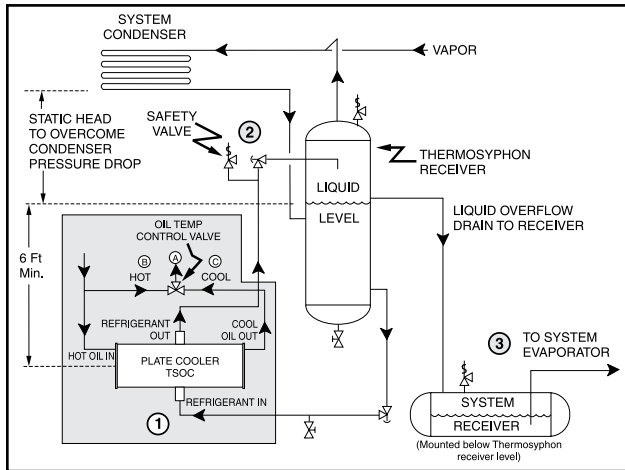 SYSTEM
CONDENSER
VAPOR
STATIC HEAD
TO OVERCOME
CONDENSER
PRESSURE DROP
SAFETY
VALVE
2
S
S
THERMOSYPHON
RECEIVER
LIQUID
LEVEL
LIQUID OVERFLOW
DRAIN TO RECEIVER
6 Ft
Min.
OIL TEMP
CONTROL VALVE
B
A
C
HOT
COOL
REFRIGERANT
OUT
COOL
OIL OUT
HOT OIL IN
PLATE COOLER
TSOC
REFRIGERANT IN
1
3
TO SYSTEM
EVAPORATOR
S
SYSTEM
RECEIVER
(Mounted below Thermosyphon
receiver level)